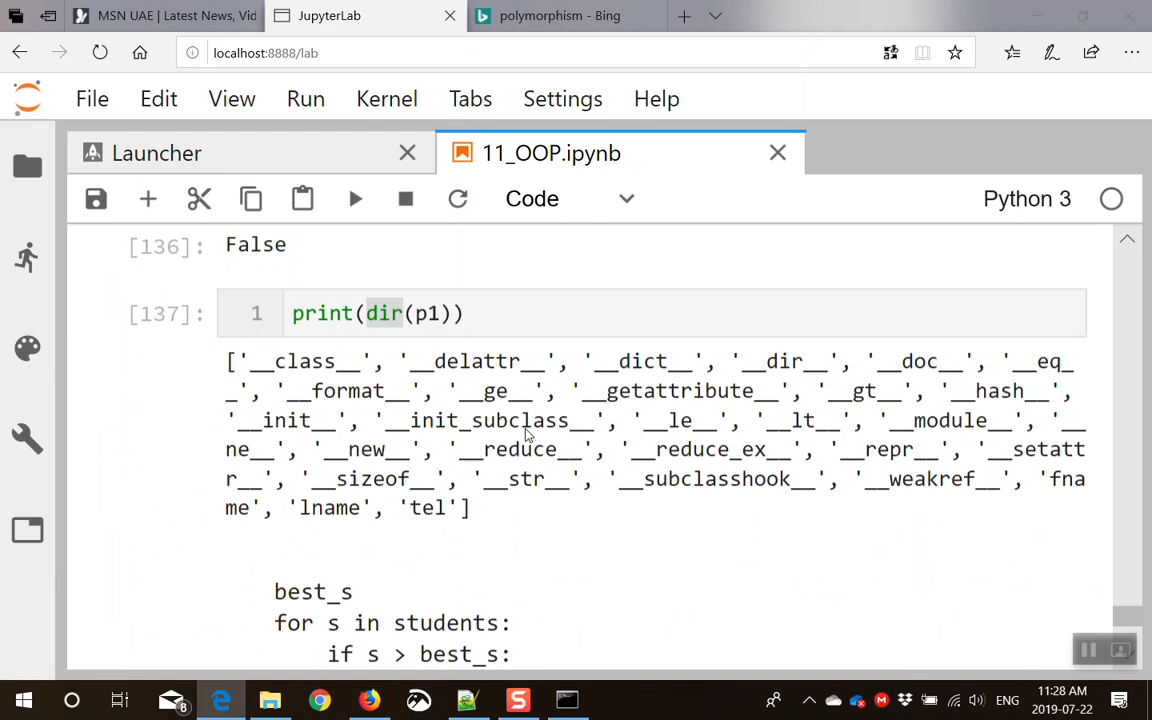 MSN UAE | Latest News, Vid
JupyterLab
polymorphism - Bing
localhost:8888/lab
File Edit View Run Kernel Tabs Settings Help
Launcher
11_OOP.ipynb
Code
Python 3
[136]: False
[137]: 1 print(dir(p1))
['__class__', '__delattr__', '__dict__', '__dir__', '__doc__', '__eq_
_', '__format__', '__ge__', '__getattribute__', '__gt__', '__hash__',
'__init__', '__init_subclass__', '__le__', '__lt__', '__module__', '__
ne__', '__new__', '__reduce__', '__reduce_ex__', '__repr__', '__setatt
r__', '__sizeof__', '__str__', '__subclasshook__', '__weakref__', 'fna
me', 'lname', 'tel']
best_s
for s in students:
if s > best_s:
8
ENG
11:28 AM
2019-07-22